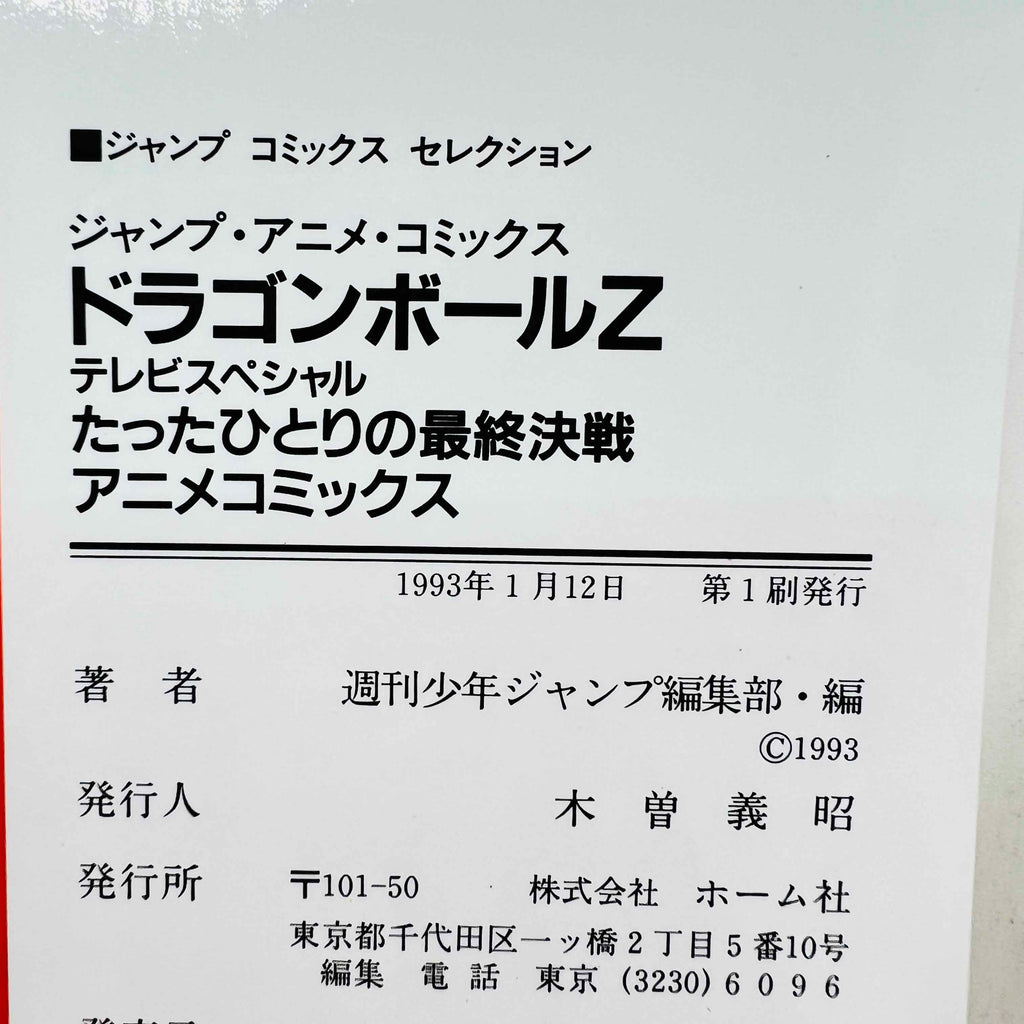 ■ジャンプ コミックス セレクション
ジャンプ・アニメ・コミックス
ドラゴンボールZ
テレビスペシャル
たったひとりの最終決戦
アニメコミックス
1993年1月12日 第1刷発行
著者 週刊少年ジャンプ編集部・編
©1993
発行人 木曽義昭
発行所 〒101-50 株式会社 ホーム社
東京都千代田区一ッ橋2丁目5番10号
編集 電話 東京 (3230) 6096